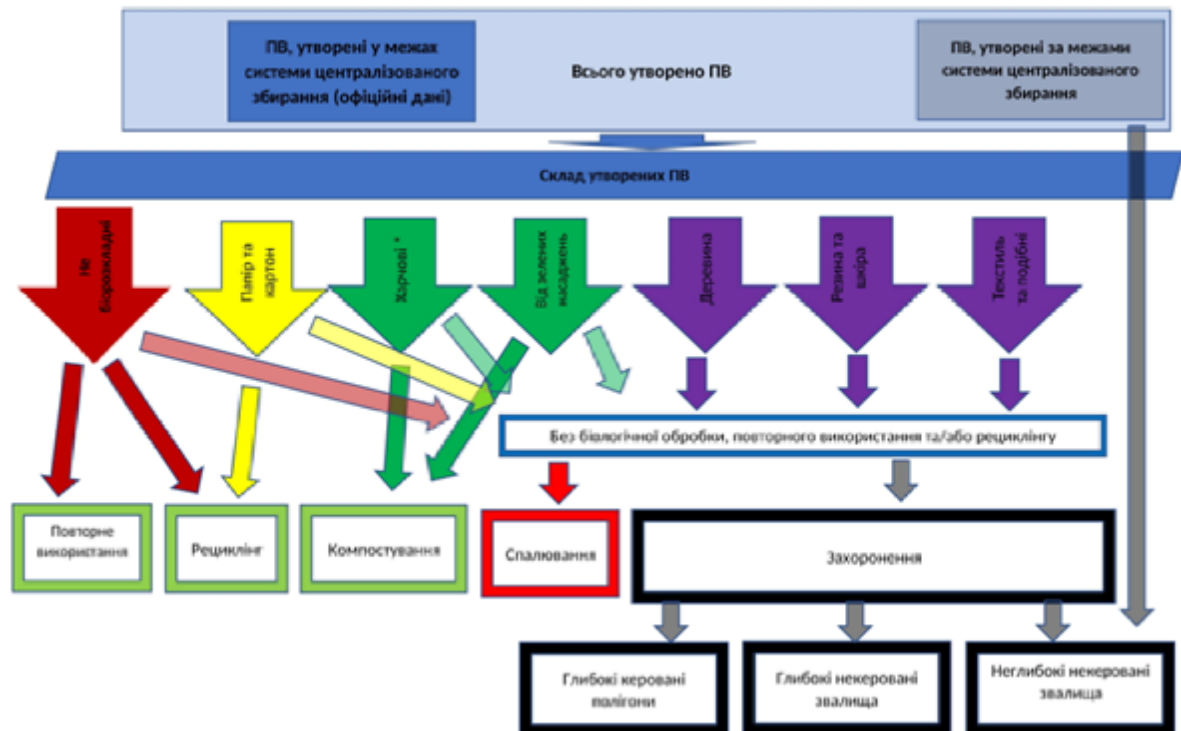 ПВ, утворені у межах
системи централізованого
збирання (офіційні дані)
Всього утворено ПВ
ПВ, утворені за межами
системи централізованого
збирання
Склад утворених ПВ
Не
біорозкладні
Папір та
картон
Харчові *
Від зелених
насаджень
Деревина
Резина та
шкіра
Текстиль
та подібні
Без біологічної обробки, повторного використання та/або рециклінгу
Повторне
використання
Рециклінг
Компостування
Спалювання
Захоронення
Глибокі керовані
полігони
Глибокі некеровані
звалища
Неглибокі некеровані
звалища